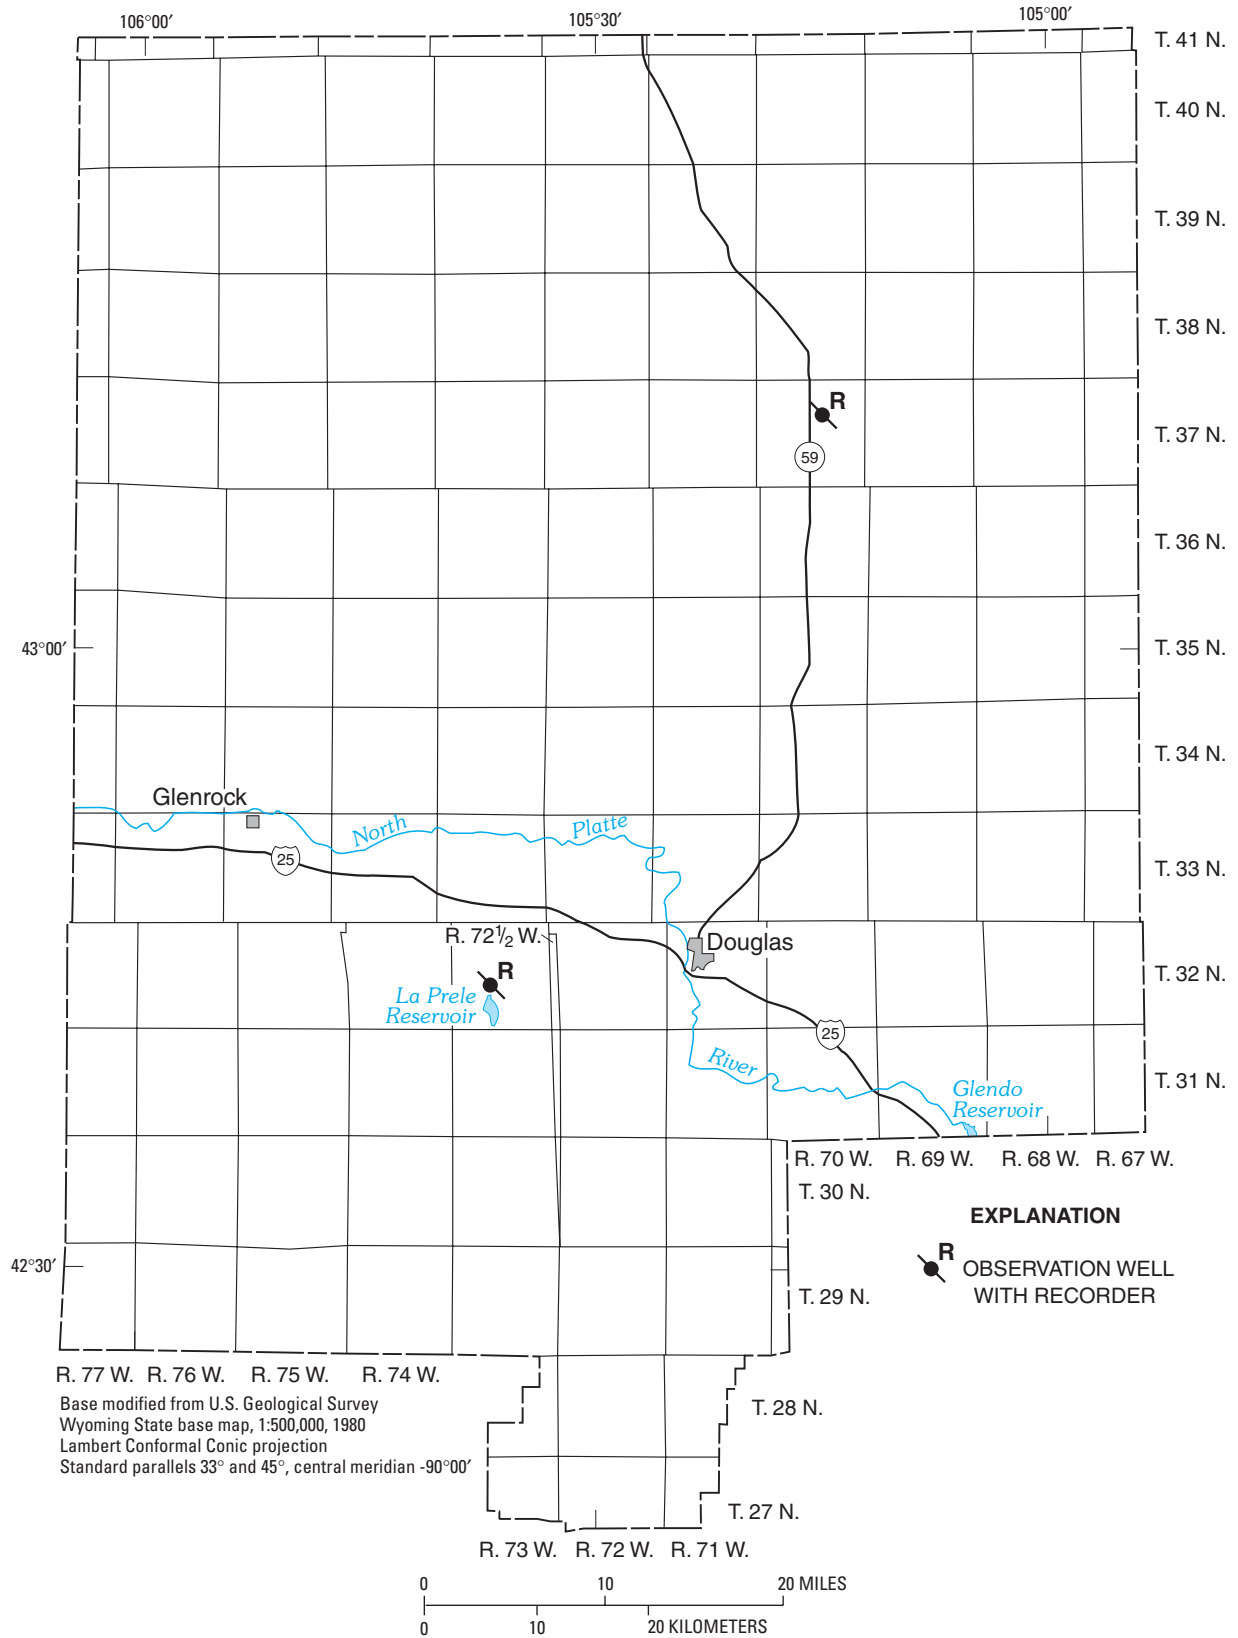 106°00′
105°30′
105°00′
T. 41 N.
T. 40 N.
T. 39 N.
T. 38 N.
R
T. 37 N.
59
T. 36 N.
43°00′
T. 35 N.
T. 34 N.
Glenrock
North
Platte
25
T. 33 N.
R. 72½ W.
Douglas
R
T. 32 N.
La Prele
Reservoir
25
River
T. 31 N.
Glendo
Reservoir
R. 70 W. R. 69 W. R. 68 W. R. 67 W.
T. 30 N.
EXPLANATION
42°30′
R
OBSERVATION WELL
WITH RECORDER
T. 29 N.
R. 77 W. R. 76 W. R. 75 W. R. 74 W.
Base modified from U.S. Geological Survey
Wyoming State base map, 1:500,000, 1980
Lambert Conformal Conic projection
Standard parallels 33° and 45°, central meridian -90°00′
T. 28 N.
T. 27 N.
R. 73 W. R. 72 W. R. 71 W.
0 10 20 MILES
0 10 20 KILOMETERS